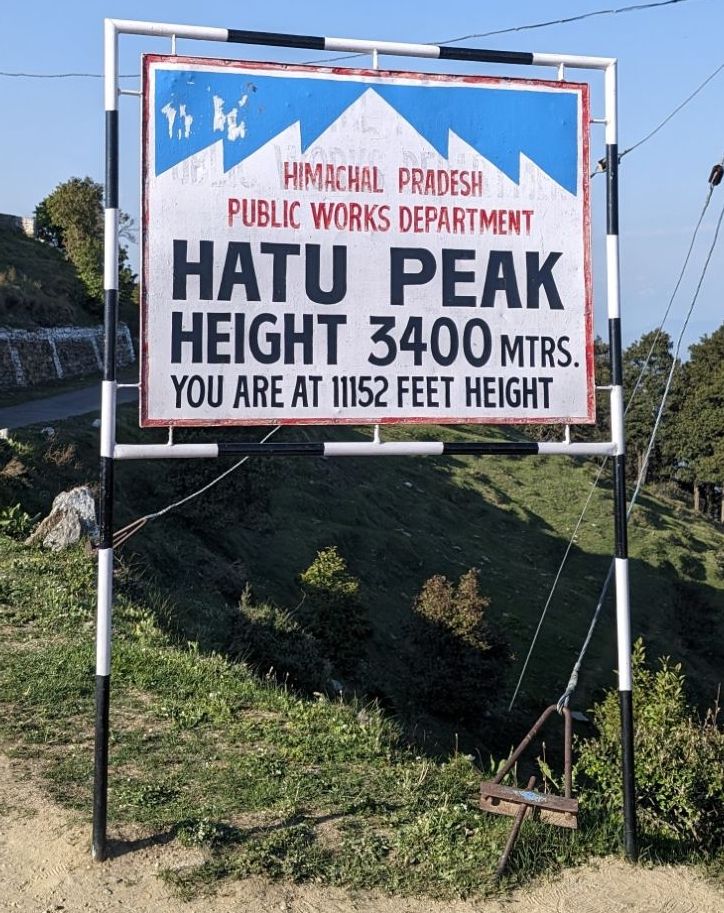 HIMACHAL PRADESH
PUBLIC WORKS DEPARTMENT
HATU PEAK
HEIGHT 3400 MTRS.
YOU ARE AT 11152 FEET HEIGHT